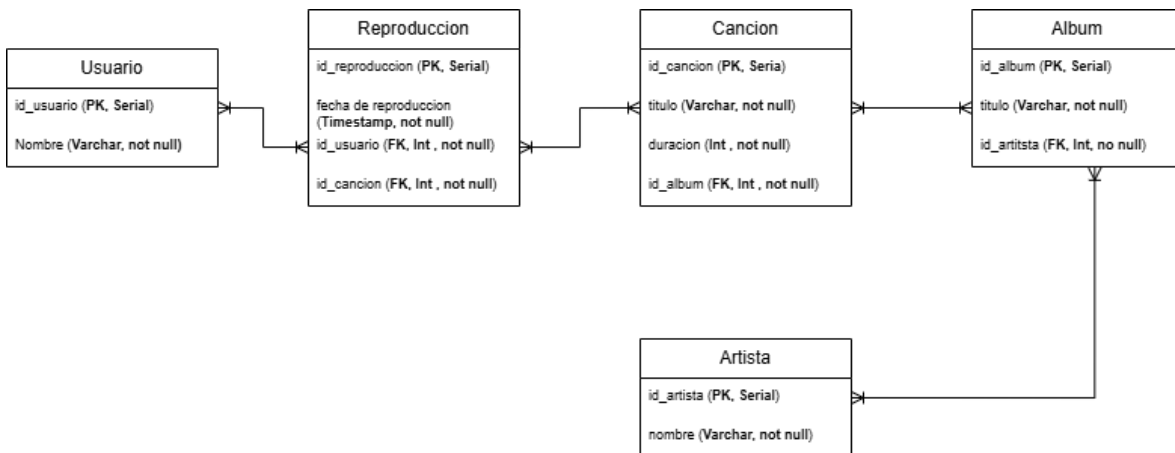 Usuario
id_usuario (PK, Serial)
Nombre (Varchar, not null)
Reproduccion
id_reproduccion (PK, Serial)
fecha de reproduccion
(Timestamp, not null)
id_usuario (FK, Int , not null)
id_cancion (FK, Int , not null)
Cancion
id_cancion (PK, Seria)
titulo (Varchar, not null)
duracion (Int , not null)
id_album (FK, Int , not null)
Album
id_album (PK, Serial)
titulo (Varchar, not null)
id_artitsta (FK, Int, no null)
Artista
id_artista (PK, Serial)
nombre (Varchar, not null)